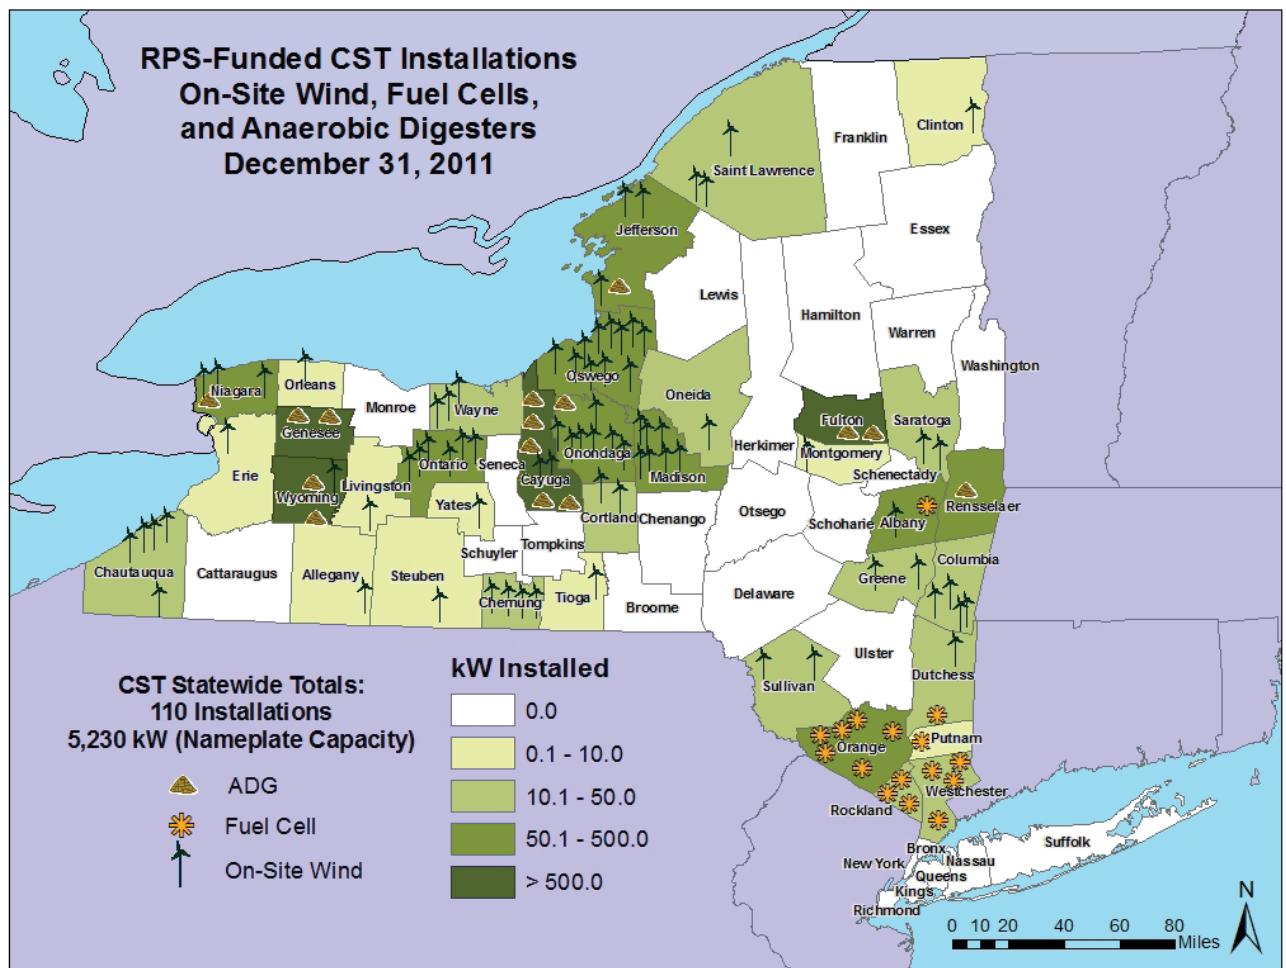 RPS-Funded CST Installations
On-Site Wind, Fuel Cells,
and Anaerobic Digesters
December 31, 2011
Clinton
Franklin
Saint Lawrence
Essex
Jefferson
Lewis
Hamilton
Warren
Washington
Oswego
Oneida
Herkimer
Fulton
Saratoga
Montgomery
Schenectady
Niagara
Orleans
Monroe
Wayne
Genesee
Erie
Wyoming
Livingston
Ontario
Seneca
Cayuga
Onondaga
Madison
Yates
Cortland
Chenango
Otsego
Schoharie
Albany
Rensselaer
Chautauqua
Cattaraugus
Allegany
Steuben
Schuyler
Tompkins
Chemung
Tioga
Broome
Delaware
Greene
Columbia
Ulster
Sullivan
Dutchess
Orange
Putnam
Rockland
Westchester
Bronx
New York
Nassau
Queens
Kings
Richmond
Suffolk
CST Statewide Totals:
110 Installations
5,230 kW (Nameplate Capacity)
ADG
Fuel Cell
On-Site Wind
kW Installed
0.0
0.1 - 10.0
10.1 - 50.0
50.1 - 500.0
> 500.0
N
0 10 20 40 60 80
Miles